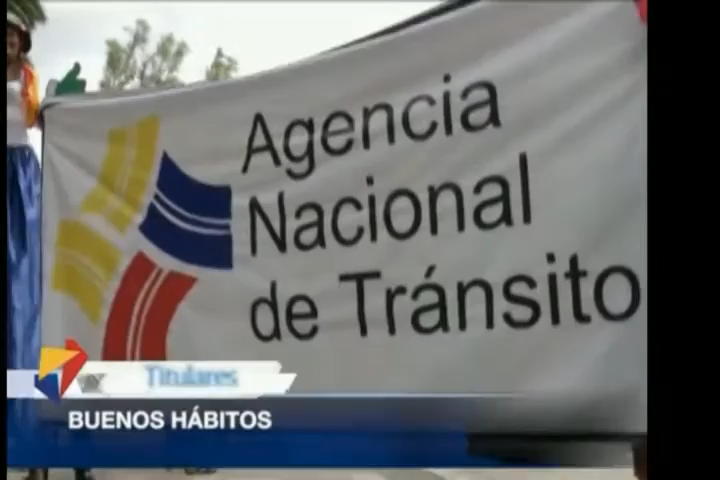 Agencia
Nacional
de Tránsito
Titulares
BUENOS HÁBITOS